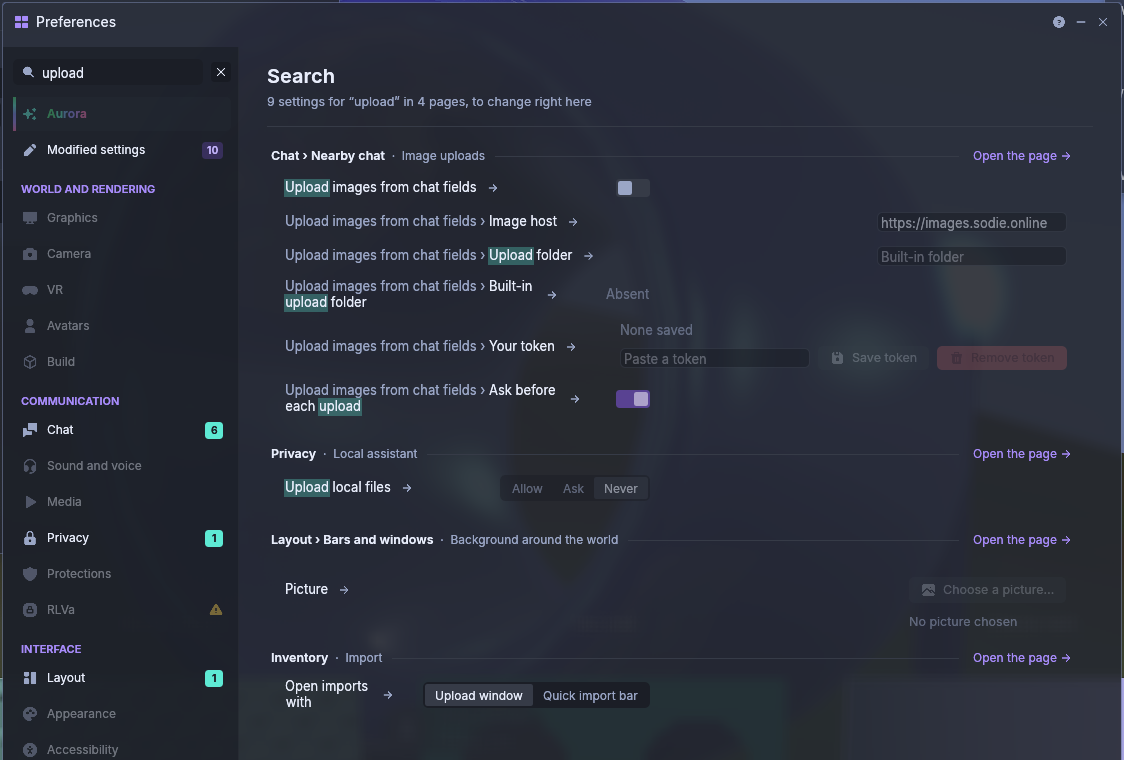 Preferences
upload
Aurora
Modified settings 10
WORLD AND RENDERING
Graphics
Camera
VR
Avatars
Build
COMMUNICATION
Chat 6
Sound and voice
Media
Privacy 1
Protections
RLVa
INTERFACE
Layout 1
Appearance
Accessibility
Search
9 settings for “upload” in 4 pages, to change right here
Chat › Nearby chat · Image uploads Open the page →
Upload images from chat fields →
Upload images from chat fields › Image host → https://images.sodie.online
Upload images from chat fields › Upload folder → Built-in folder
Upload images from chat fields › Built-in
upload folder → Absent
None saved
Upload images from chat fields › Your token → Paste a token Save token Remove token
Upload images from chat fields › Ask before
each upload →
Privacy · Local assistant Open the page →
Upload local files → Allow Ask Never
Layout › Bars and windows · Background around the world Open the page →
Picture → Choose a picture...
No picture chosen
Inventory · Import Open the page →
Open imports
with → Upload window Quick import bar